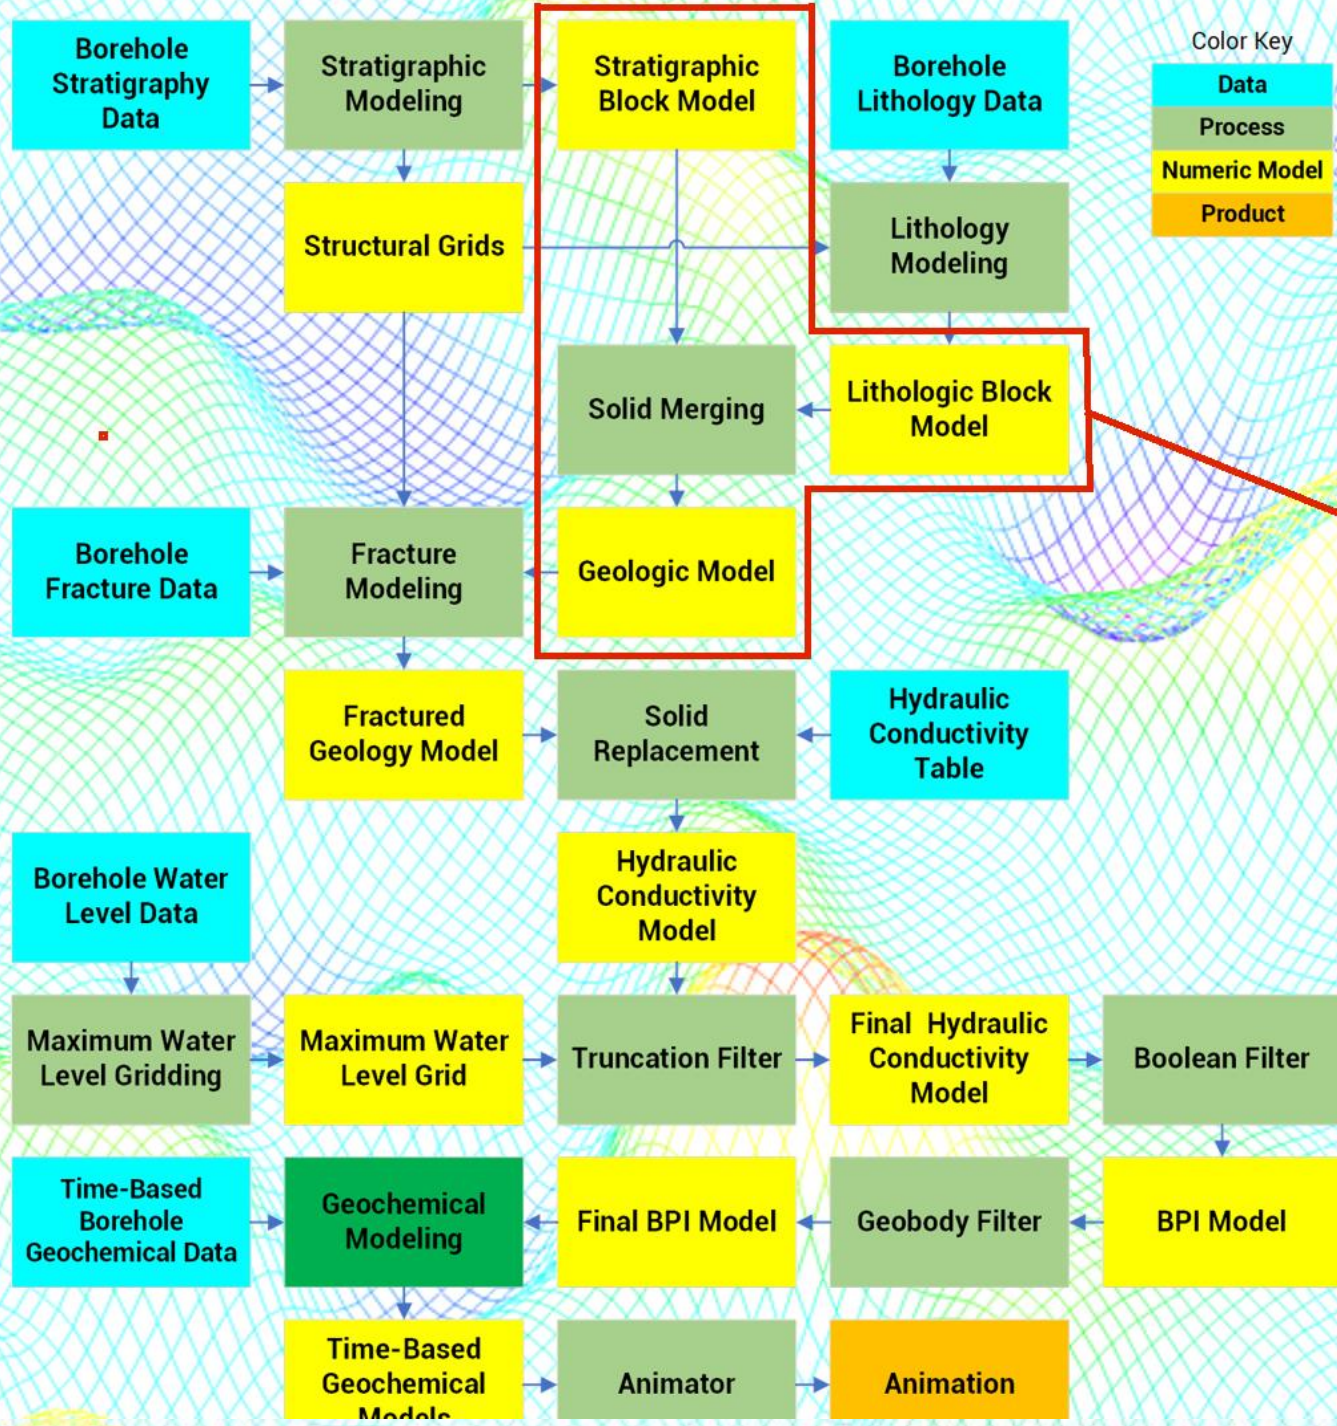 Borehole
Stratigraphy
Data
Stratigraphic
Modeling
Stratigraphic
Block Model
Borehole
Lithology Data
Color Key
Data
Process
Numeric Model
Product
Structural Grids
Lithology
Modeling
Solid Merging
Lithologic Block
Model
Borehole
Fracture Data
Fracture
Modeling
Geologic Model
Fractured
Geology Model
Solid
Replacement
Hydraulic
Conductivity
Table
Borehole Water
Level Data
Hydraulic
Conductivity
Model
Maximum Water
Level Gridding
Maximum Water
Level Grid
Truncation Filter
Final Hydraulic
Conductivity
Model
Boolean Filter
Time-Based
Borehole
Geochemical Data
Geochemical
Modeling
Final BPI Model
Geobody Filter
BPI Model
Time-Based
Geochemical
Models
Animator
Animation